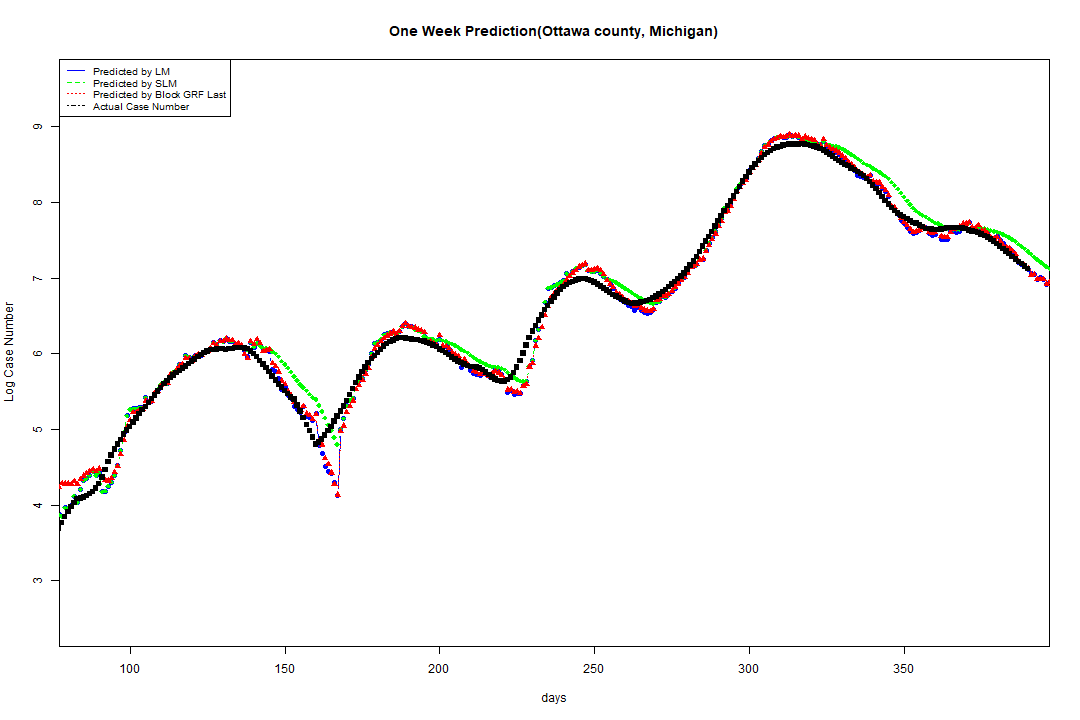 One Week Prediction(Ottawa county, Michigan)
Predicted by LM
Predicted by SLM
Predicted by Block GRF Last
Actual Case Number
Log Case Number
9
8
7
6
5
4
3
100 150 200 250 300 350
days